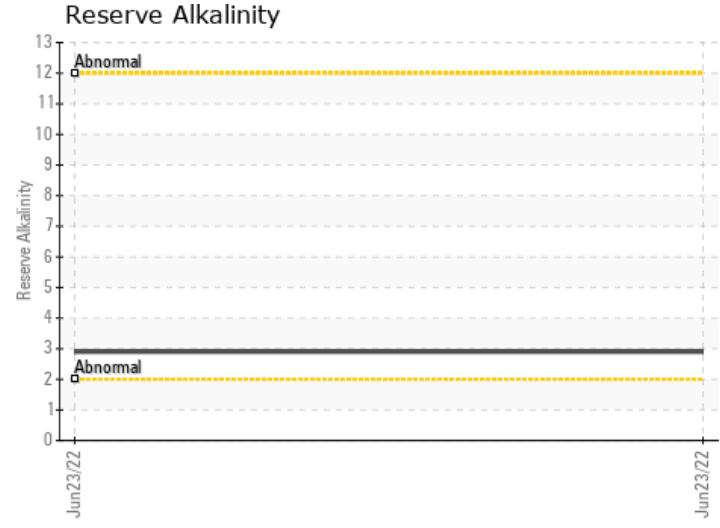 Reserve Alkalinity
13
12
11
10
9
8
7
6
5
4
3
2
1
0
Reserve Alkalinity
Abnormal
Abnormal
Jun23/22
Jun23/22